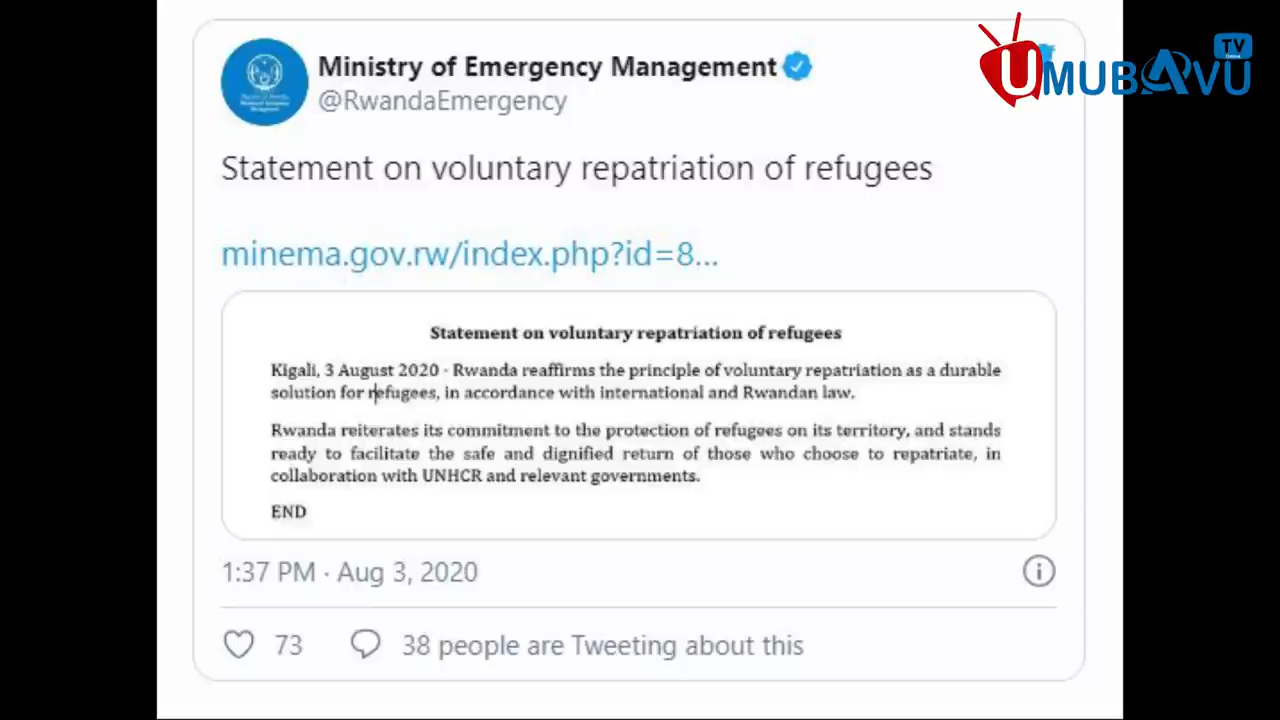 UMUBAVU
TV
Online
Ministry of Emergency Management
@RwandaEmergency
Statement on voluntary repatriation of refugees
minema.gov.rw/index.php?id=8...
Statement on voluntary repatriation of refugees
Kigali, 3 August 2020 - Rwanda reaffirms the principle of voluntary repatriation as a durable
solution for refugees, in accordance with international and Rwandan law.
Rwanda reiterates its commitment to the protection of refugees on its territory, and stands
ready to facilitate the safe and dignified return of those who choose to repatriate, in
collaboration with UNHCR and relevant governments.
END
1:37 PM · Aug 3, 2020
73
38 people are Tweeting about this